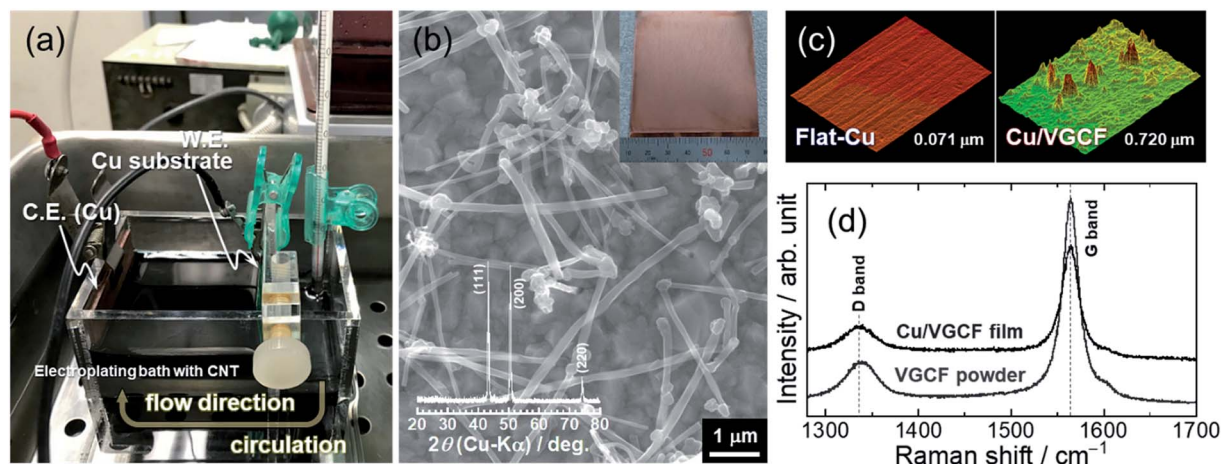 (a)
W.E.
Cu substrate
C.E. (Cu)
Electroplating bath with CNT
flow direction
circulation
(b)
10
50
(111)
(200)
(220)
20 30 40 50 60 70 80
2θ (Cu-Kα) / deg.
1 μm
(c)
Flat-Cu 0.071 μm
Cu/VGCF 0.720 μm
(d)
Intensity / arb. unit
D band
G band
Cu/VGCF film
VGCF powder
1300 1400 1500 1600 1700
Raman shift / cm⁻¹